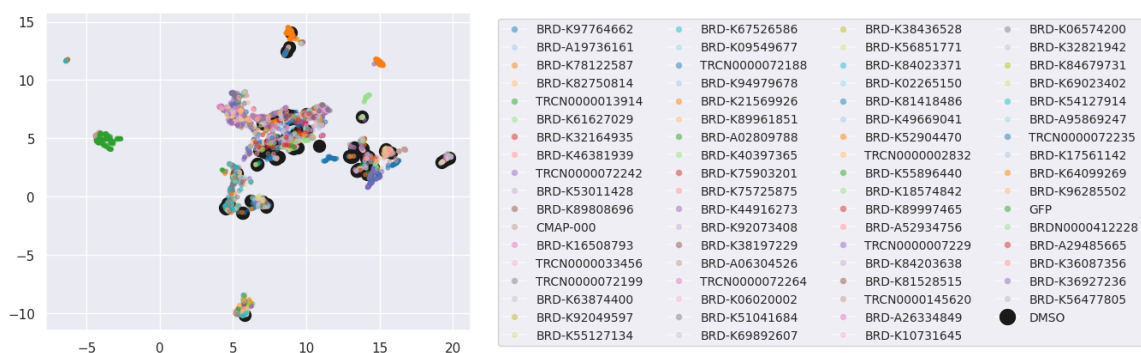 15
10
5
0
−5
−10
−5
0
5
10
15
20
BRD-K97764662
BRD-A19736161
BRD-K78122587
BRD-K82750814
TRCN0000013914
BRD-K61627029
BRD-K32164935
BRD-K46381939
TRCN0000072242
BRD-K53011428
BRD-K89808696
CMAP-000
BRD-K16508793
TRCN0000033456
TRCN0000072199
BRD-K63874400
BRD-K92049597
BRD-K55127134
BRD-K67526586
BRD-K09549677
TRCN0000072188
BRD-K94979678
BRD-K21569926
BRD-K89961851
BRD-A60809788
BRD-K40397365
BRD-K75903201
BRD-K75725875
BRD-K44916273
BRD-K92073408
BRD-K38197229
BRD-A06304526
TRCN0000072264
BRD-K06020002
BRD-K51041684
BRD-K69892607
BRD-K38436528
BRD-K56851771
BRD-K84023371
BRD-K02265150
BRD-K81418486
BRD-K49669041
BRD-K52904470
TRCN0000002832
BRD-K55896440
BRD-K18574842
BRD-K89997465
BRD-A52934756
TRCN0000007229
BRD-K84203638
BRD-K81528515
TRCN0000145620
BRD-A26334849
BRD-K10731645
BRD-K06574200
BRD-K32821942
BRD-K84679731
BRD-K69023402
BRD-K54127914
BRD-A95869247
TRCN0000072235
BRD-K17561142
BRD-K64099269
BRD-K96285502
GFP
BRDN0000412228
BRD-A29485665
BRD-K36087356
BRD-K36927236
BRD-K56477805
DMSO